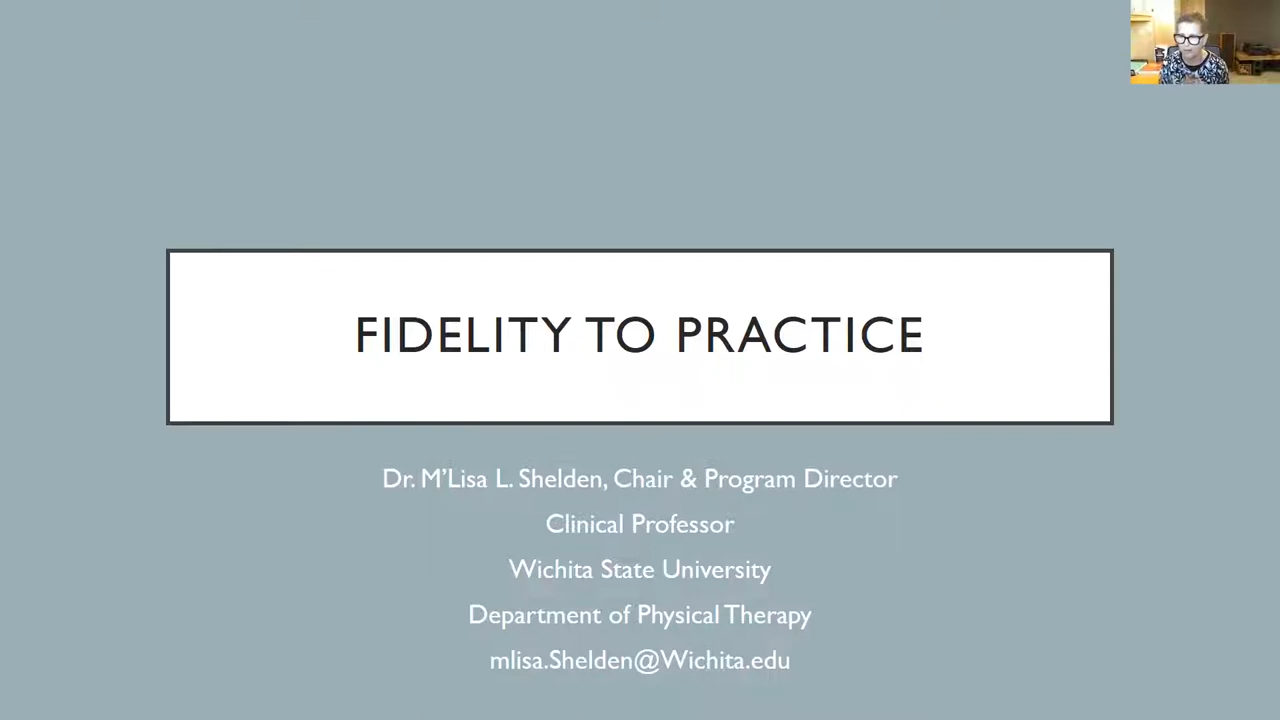 FIDELITY TO PRACTICE
Dr. M’Lisa L. Shelden, Chair & Program Director
Clinical Professor
Wichita State University
Department of Physical Therapy
mlisa.Shelden@Wichita.edu